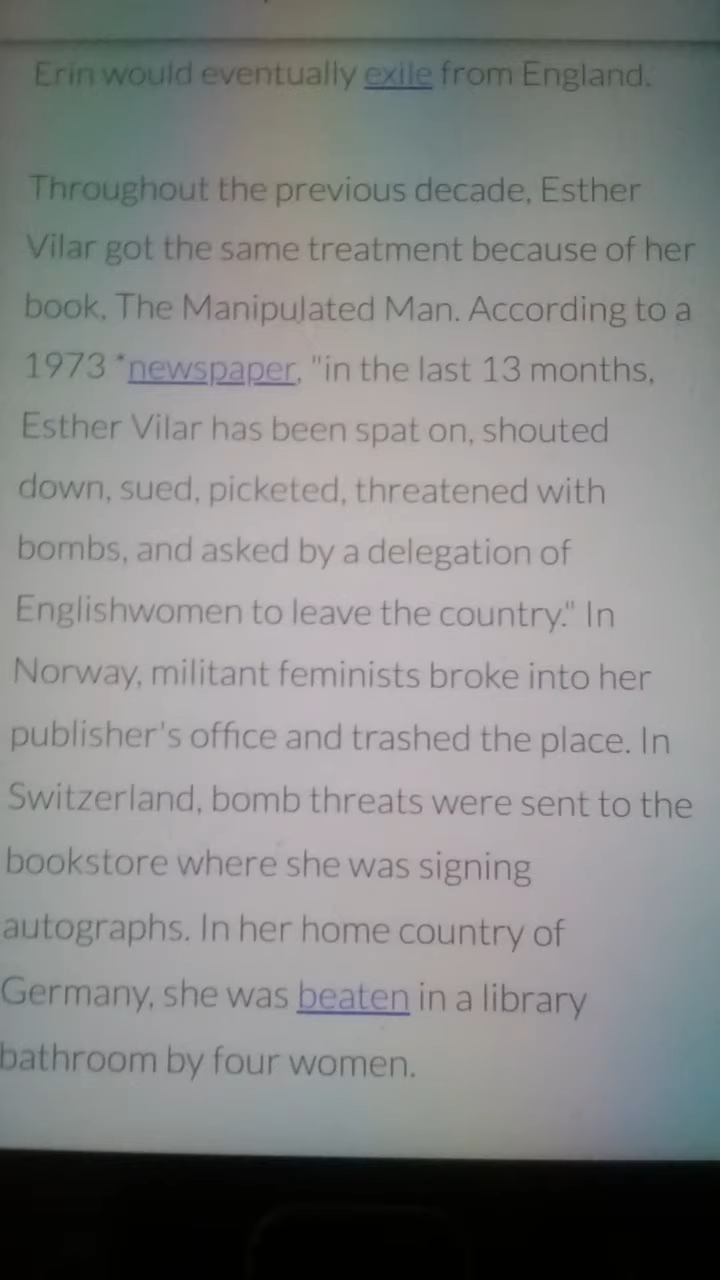 Erin would eventually exile from England.
Throughout the previous decade, Esther
Vilar got the same treatment because of her
book, The Manipulated Man. According to a
1973 *newspaper, "in the last 13 months,
Esther Vilar has been spat on, shouted
down, sued, picketed, threatened with
bombs, and asked by a delegation of
Englishwomen to leave the country." In
Norway, militant feminists broke into her
publisher's office and trashed the place. In
Switzerland, bomb threats were sent to the
bookstore where she was signing
autographs. In her home country of
Germany, she was beaten in a library
bathroom by four women.